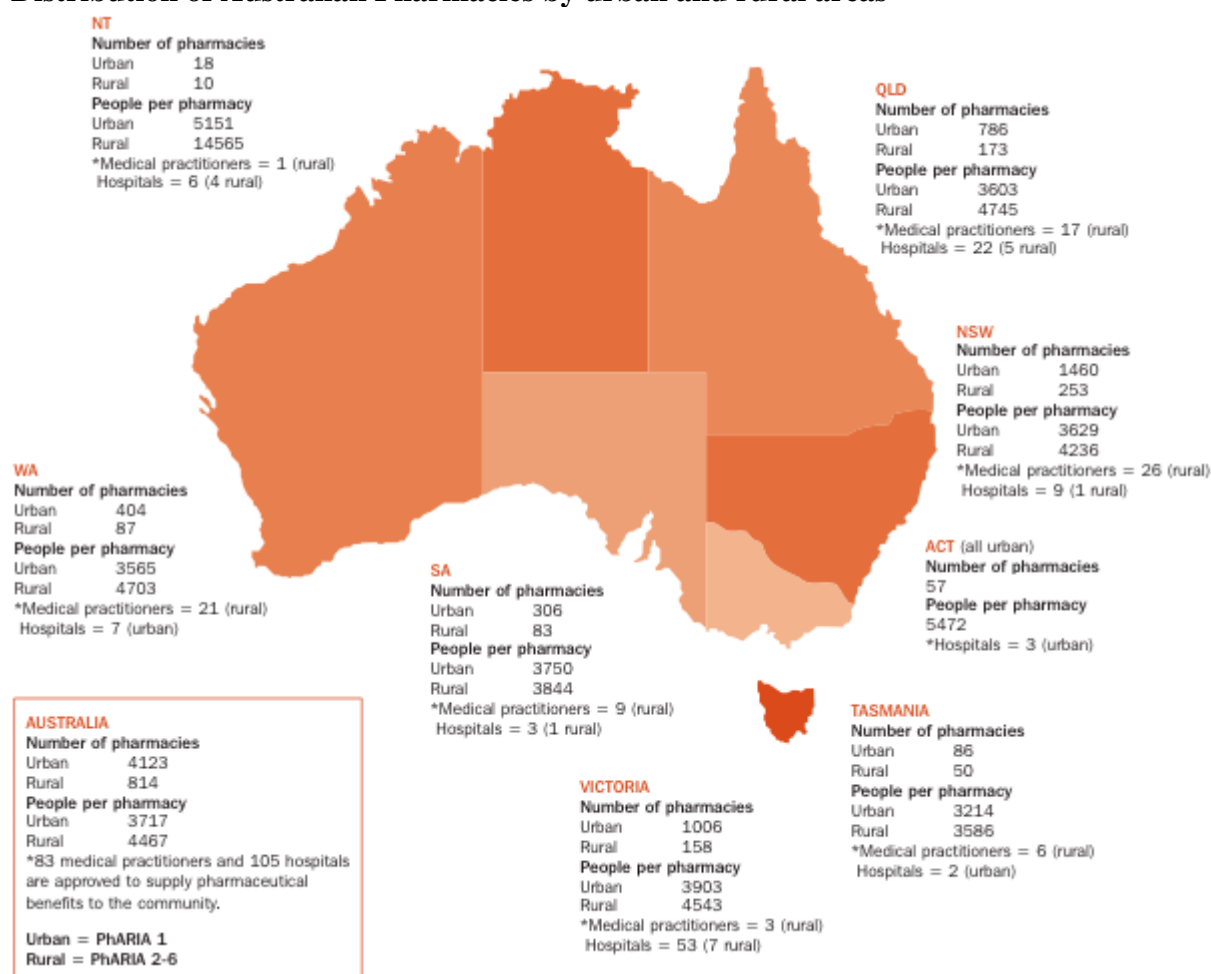 Distribution of Australian Pharmacies by urban and rural areas
NT
Number of pharmacies
Urban 18
Rural 10
People per pharmacy
Urban 5151
Rural 14565
*Medical practitioners = 1 (rural)
Hospitals = 6 (4 rural)
QLD
Number of pharmacies
Urban 786
Rural 173
People per pharmacy
Urban 3603
Rural 4745
*Medical practitioners = 17 (rural)
Hospitals = 22 (5 rural)
NSW
Number of pharmacies
Urban 1460
Rural 253
People per pharmacy
Urban 3629
Rural 4236
*Medical practitioners = 26 (rural)
Hospitals = 9 (1 rural)
WA
Number of pharmacies
Urban 404
Rural 87
People per pharmacy
Urban 3565
Rural 4703
*Medical practitioners = 21 (rural)
Hospitals = 7 (urban)
SA
Number of pharmacies
Urban 306
Rural 83
People per pharmacy
Urban 3750
Rural 3844
*Medical practitioners = 9 (rural)
Hospitals = 3 (1 rural)
ACT (all urban)
Number of pharmacies
57
People per pharmacy
5472
*Hospitals = 3 (urban)
AUSTRALIA
Number of pharmacies
Urban 4123
Rural 814
People per pharmacy
Urban 3717
Rural 4467
*83 medical practitioners and 105 hospitals
are approved to supply pharmaceutical
benefits to the community.
Urban = PhARIA 1
Rural = PhARIA 2-6
VICTORIA
Number of pharmacies
Urban 1006
Rural 158
People per pharmacy
Urban 3903
Rural 4543
*Medical practitioners = 3 (rural)
Hospitals = 53 (7 rural)
TASMANIA
Number of pharmacies
Urban 86
Rural 50
People per pharmacy
Urban 3214
Rural 3586
*Medical practitioners = 6 (rural)
Hospitals = 2 (urban)